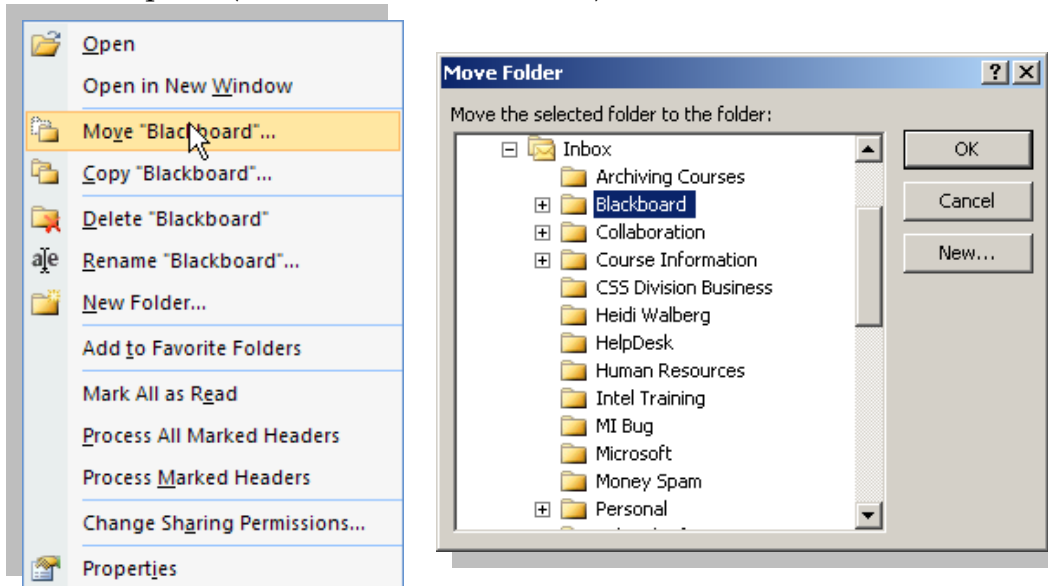 Open
Open in New Window
Move "Blackboard"...
Copy "Blackboard"...
Delete "Blackboard"
Rename "Blackboard"...
New Folder...
Add to Favorite Folders
Mark All as Read
Process All Marked Headers
Process Marked Headers
Change Sharing Permissions...
Properties
Move Folder
Move the selected folder to the folder:
Inbox
Archiving Courses
Blackboard
Collaboration
Course Information
CSS Division Business
Heidi Walberg
HelpDesk
Human Resources
Intel Training
MI Bug
Microsoft
Money Spam
Personal
OK
Cancel
New...